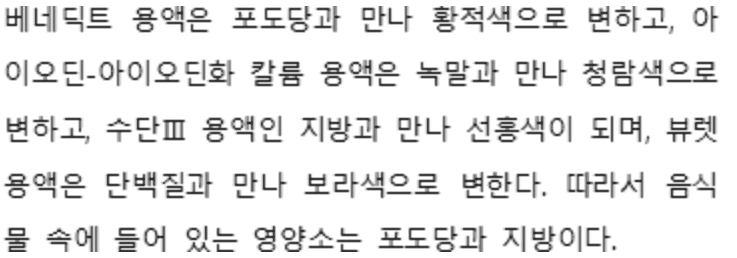 베네딕트 용액은 포도당과 만나 황적색으로 변하고, 아
이오딘-아이오딘화 칼륨 용액은 녹말과 만나 청람색으로
변하고, 수단Ⅲ 용액인 지방과 만나 선홍색이 되며, 뷰렛
용액은 단백질과 만나 보라색으로 변한다. 따라서 음식
물 속에 들어 있는 영양소는 포도당과 지방이다.